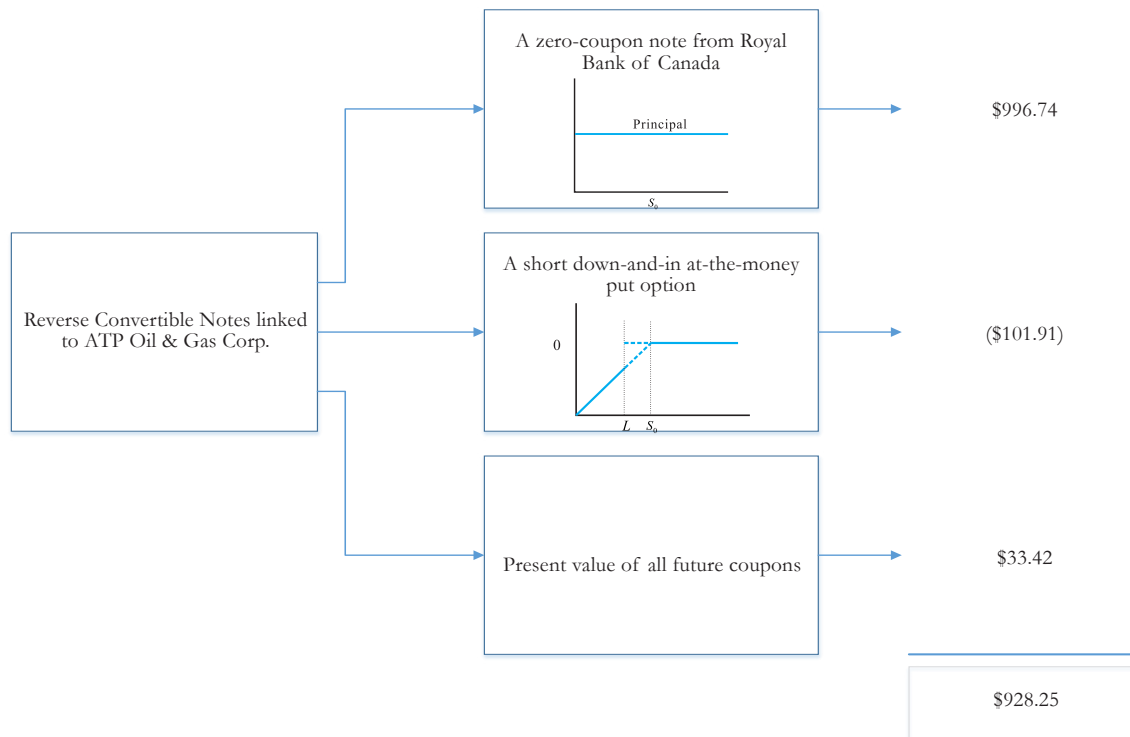 A zero-coupon note from Royal
Bank of Canada
Principal
S₀
$996.74
Reverse Convertible Notes linked
to ATP Oil & Gas Corp.
A short down-and-in at-the-money
put option
0
L S₀
($101.91)
Present value of all future coupons
$33.42
$928.25